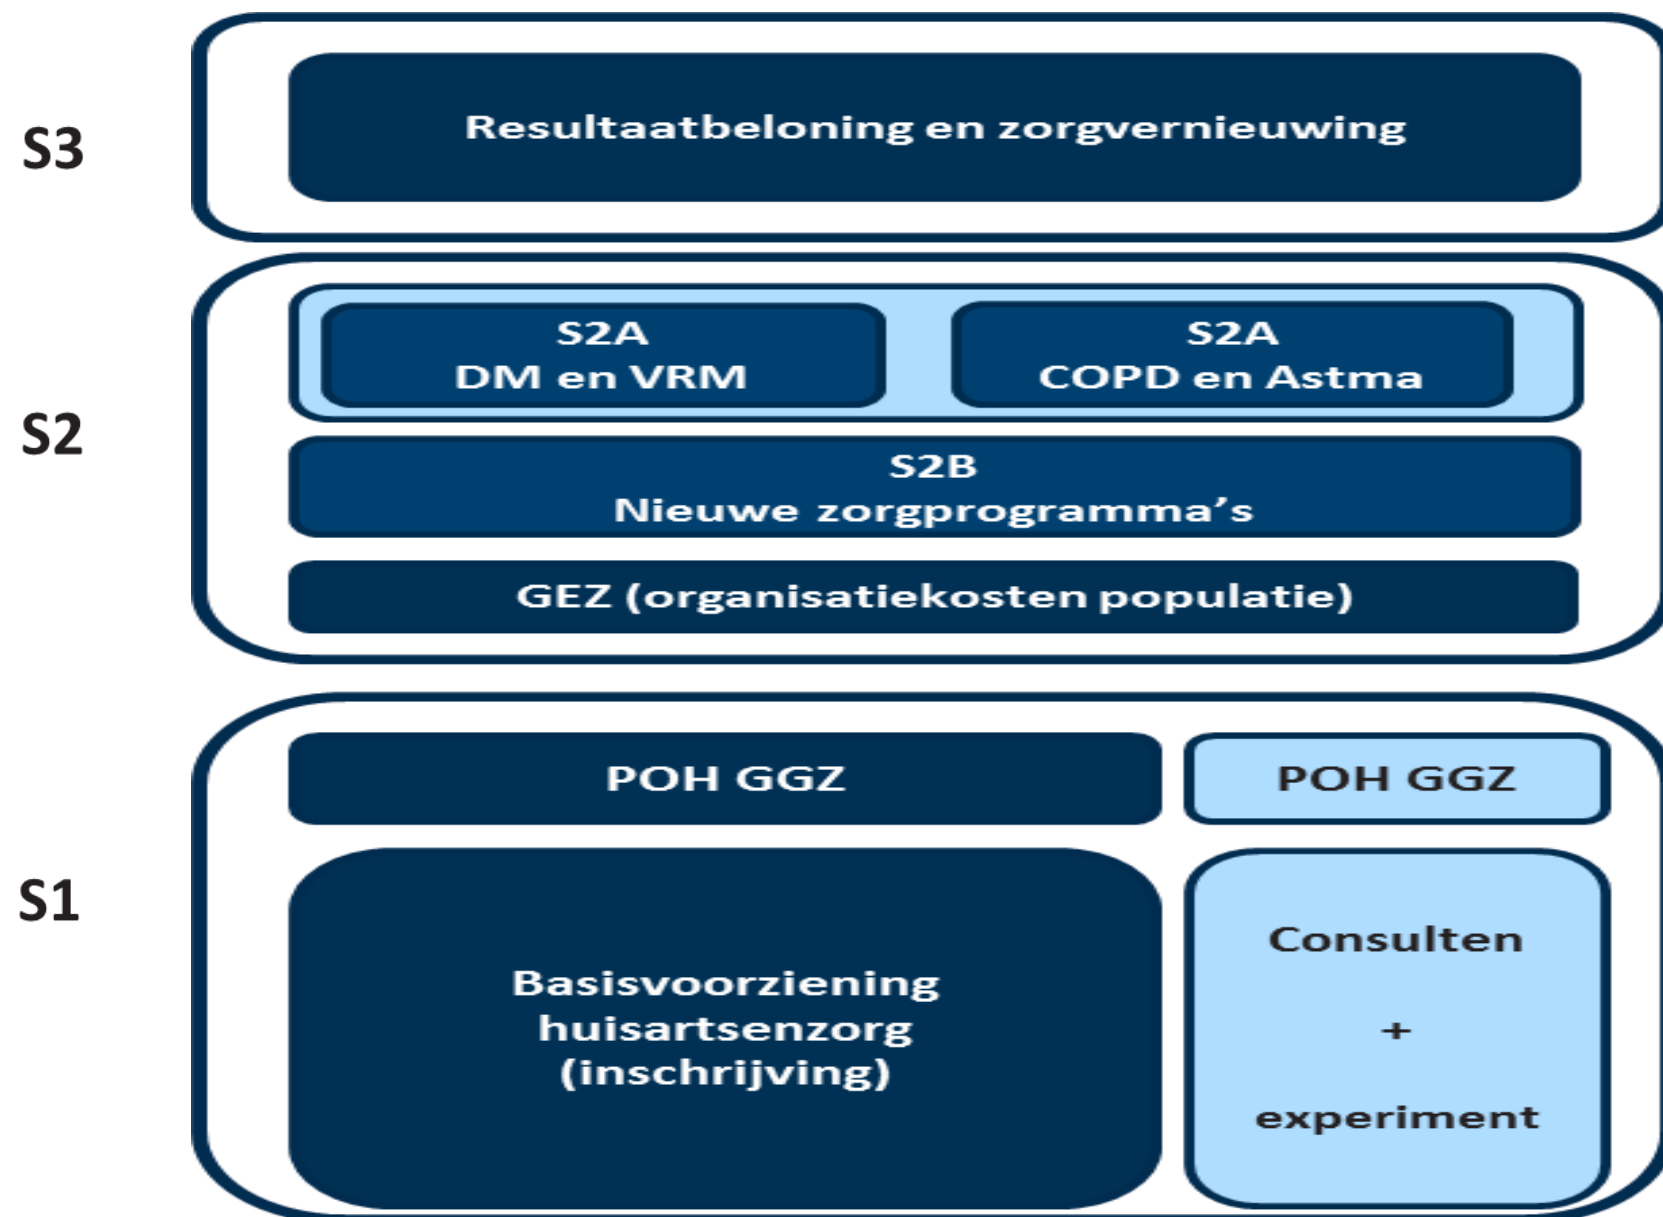 S3
Resultaatbeloning en zorgvernieuwing
S2
S2A
DM en VRM
S2A
COPD en Astma
S2B
Nieuwe zorgprogramma’s
GEZ (organisatiekosten populatie)
S1
POH GGZ
POH GGZ
Basisvoorziening
huisartsenzorg
(inschrijving)
Consulten
+
experiment